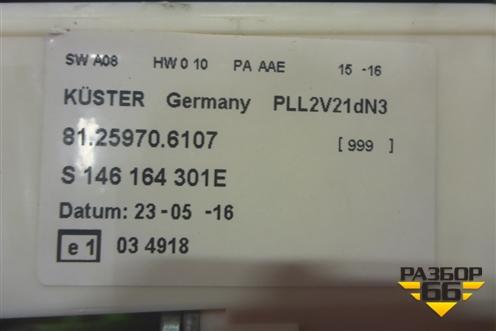 SW A08 HW 0 10 PA AAE 15 -16
KÜSTER Germany PLL2V21dN3
81.25970.6107 [ 999 ]
S 146 164 301E
Datum: 23-05 -16
e1 03 4918
РАЗБОР
66